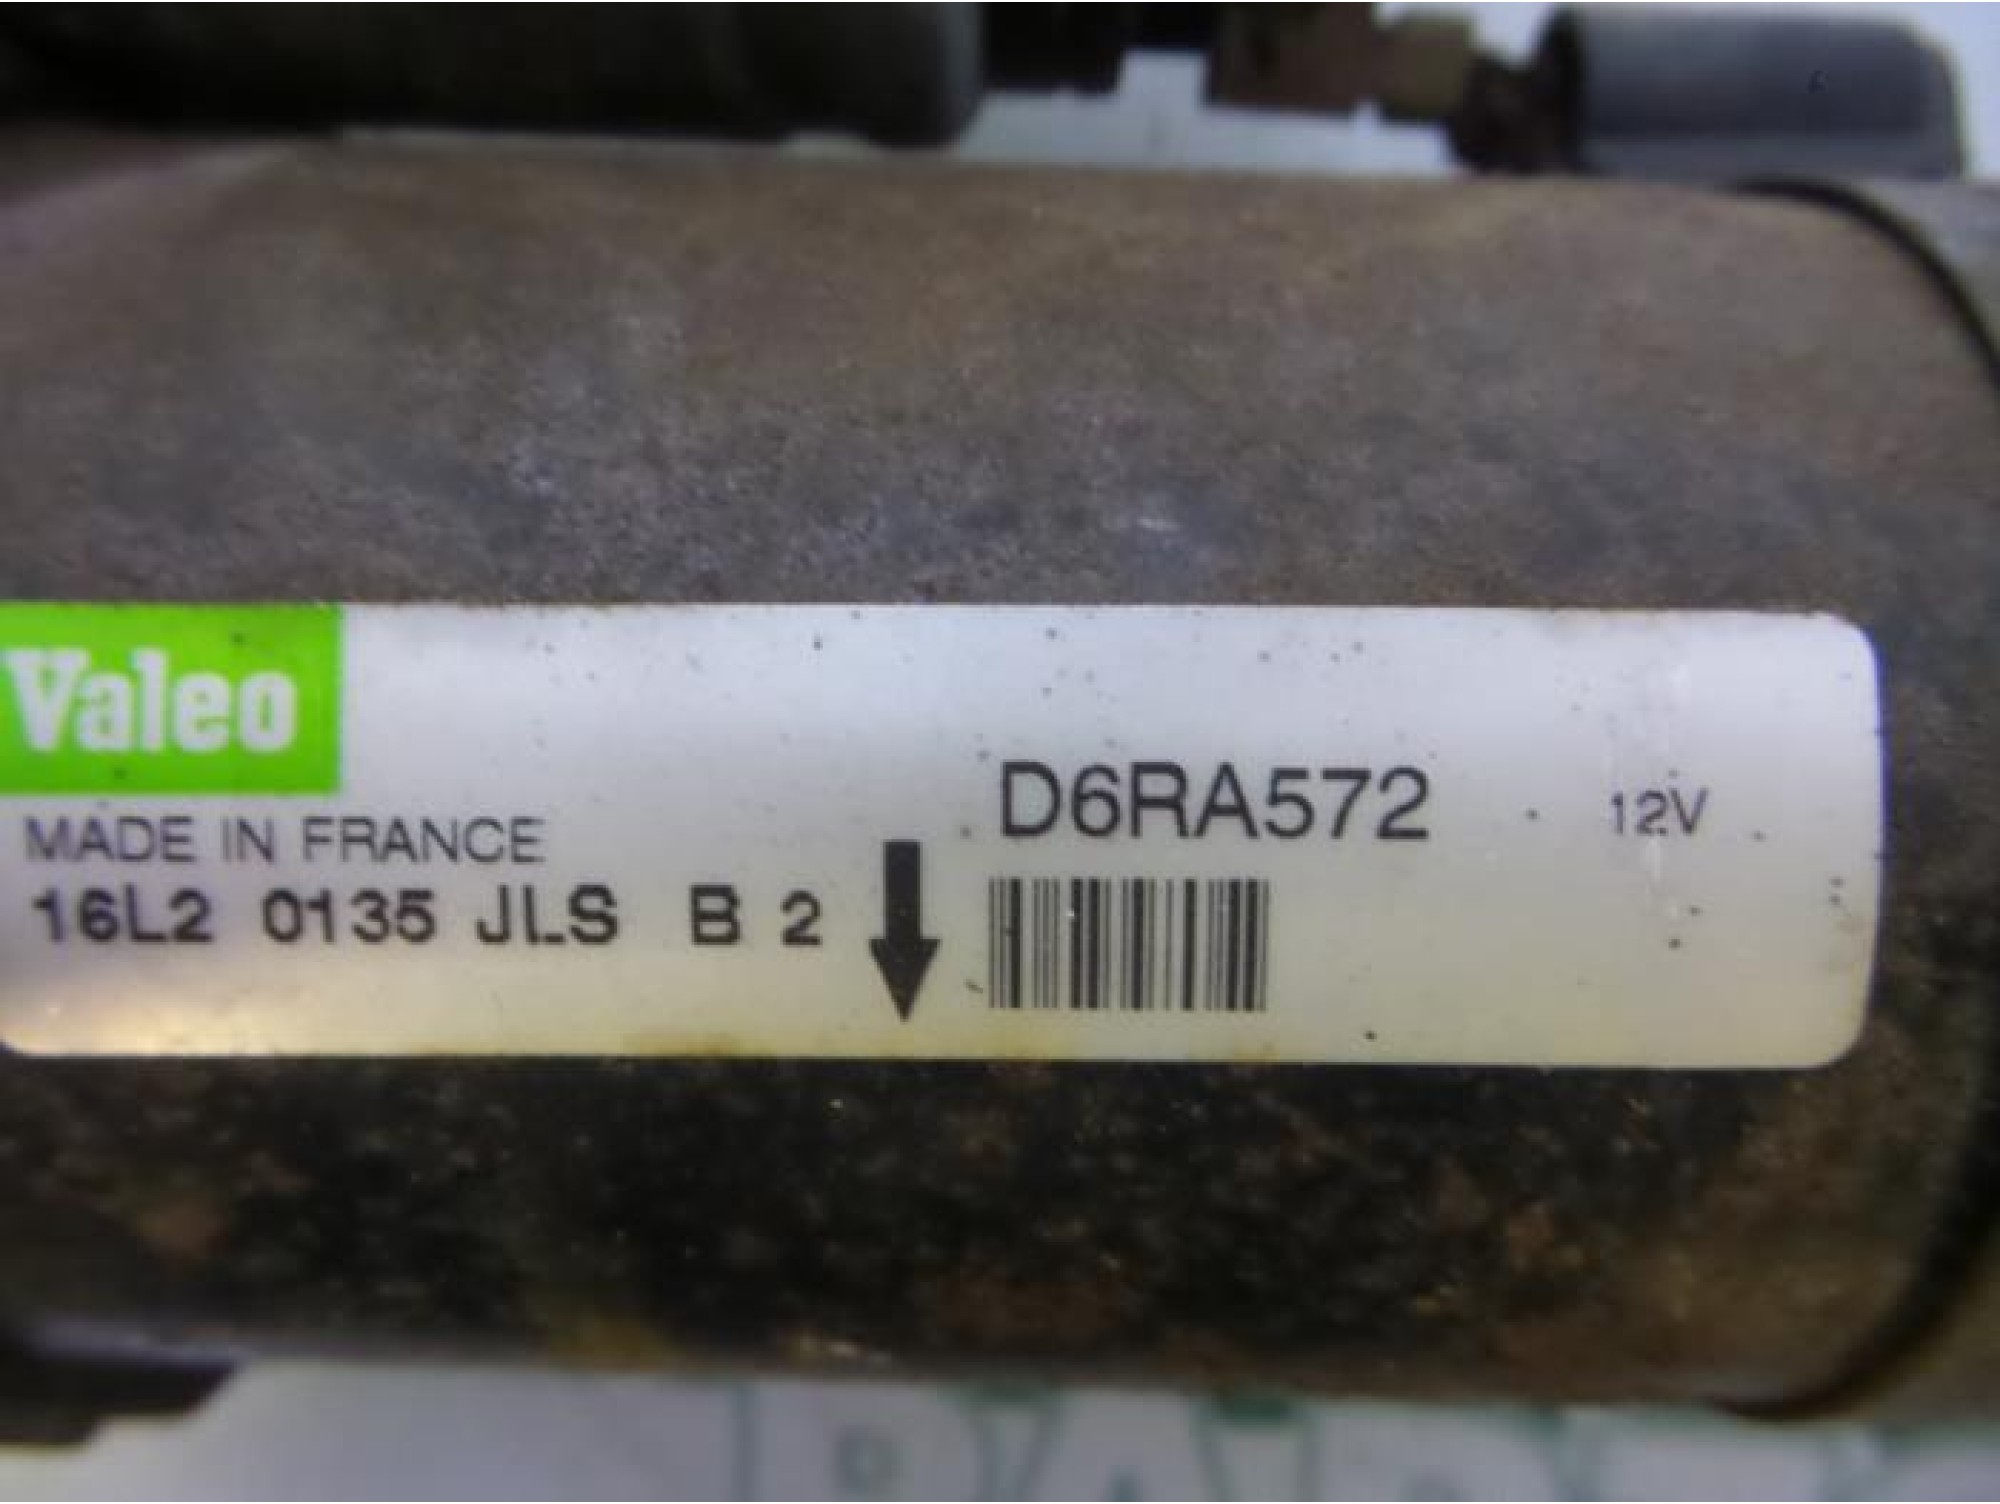 Valeo
MADE IN FRANCE
D6RA572 12V
16L2 0135 JLS B 2